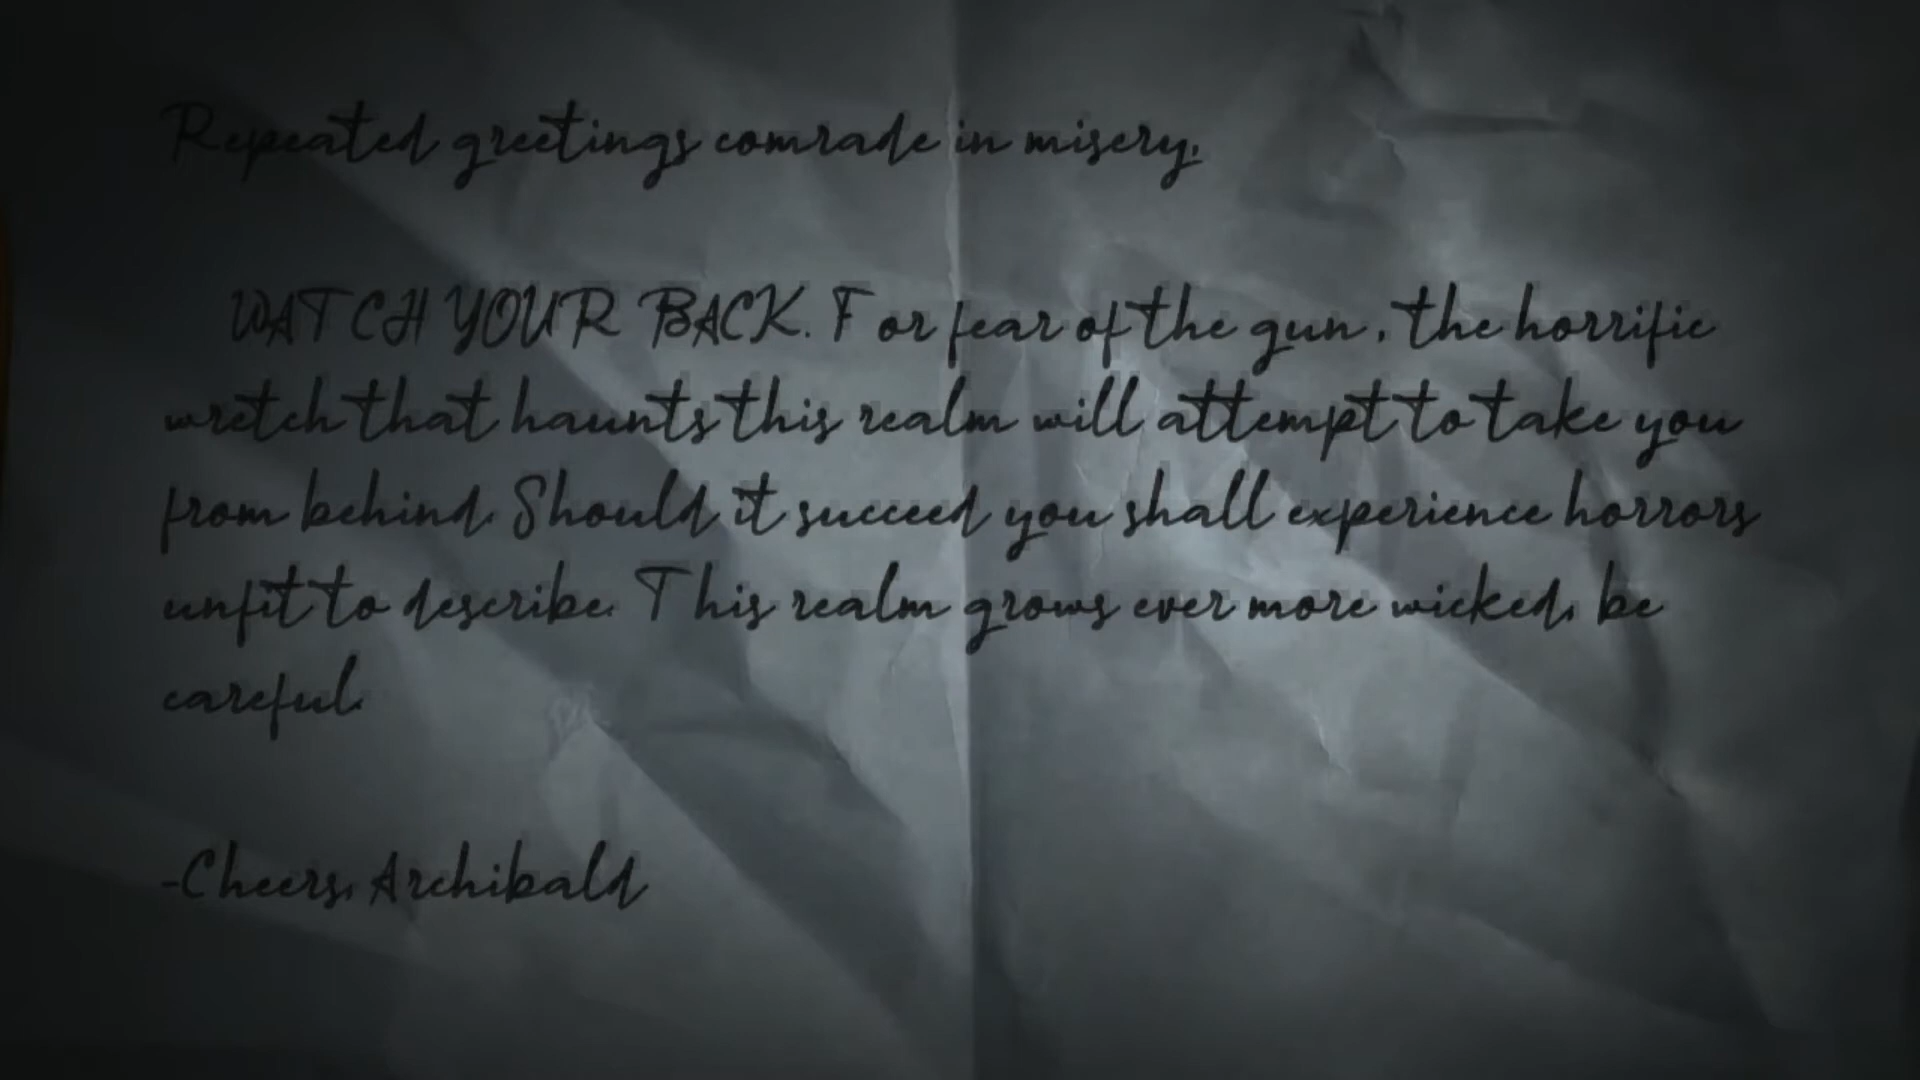 Repeated greetings comrade in misery,
WATCH YOUR BACK. For fear of the gun, the horrific
wretch that haunts this realm will attempt to take you
from behind. Should it succeed you shall experience horrors
unfit to describe. This realm grows ever more wicked, be
careful.
-Cheers, Archibald